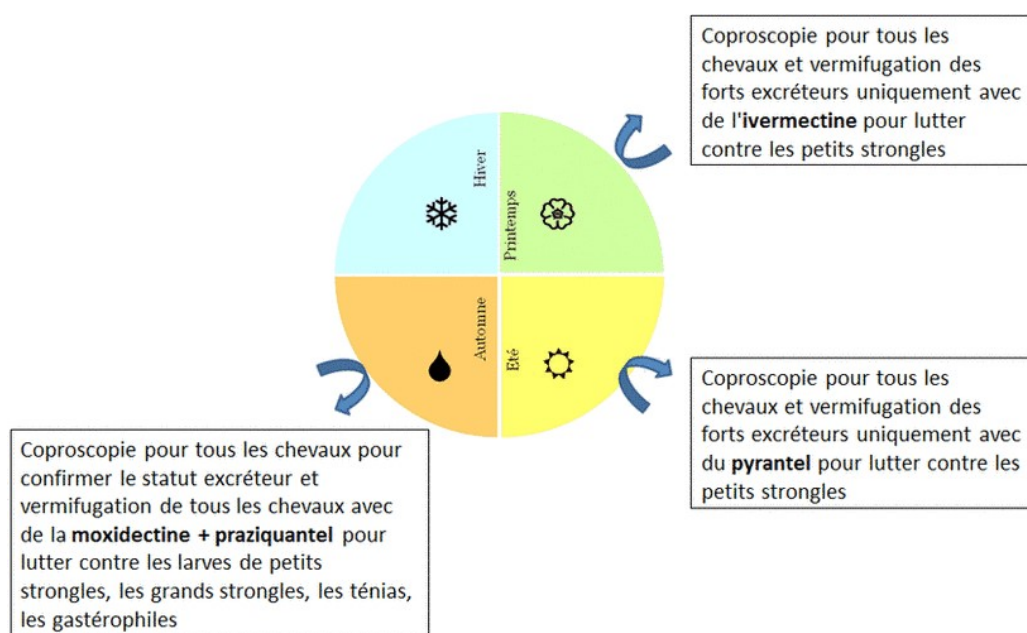 Coproscopie pour tous les
chevaux et vermifugation des
forts excréteurs uniquement avec
de l'ivermectine pour lutter
contre les petits strongles
Hiver
Printemps
Automne
Eté
Coproscopie pour tous les
chevaux et vermifugation des
forts excréteurs uniquement avec
du pyrantel pour lutter contre les
petits strongles
Coproscopie pour tous les chevaux pour
confirmer le statut excréteur et
vermifugation de tous les chevaux avec
de la moxidectine + praziquantel pour
lutter contre les larves de petits
strongles, les grands strongles, les ténias,
les gastérophiles